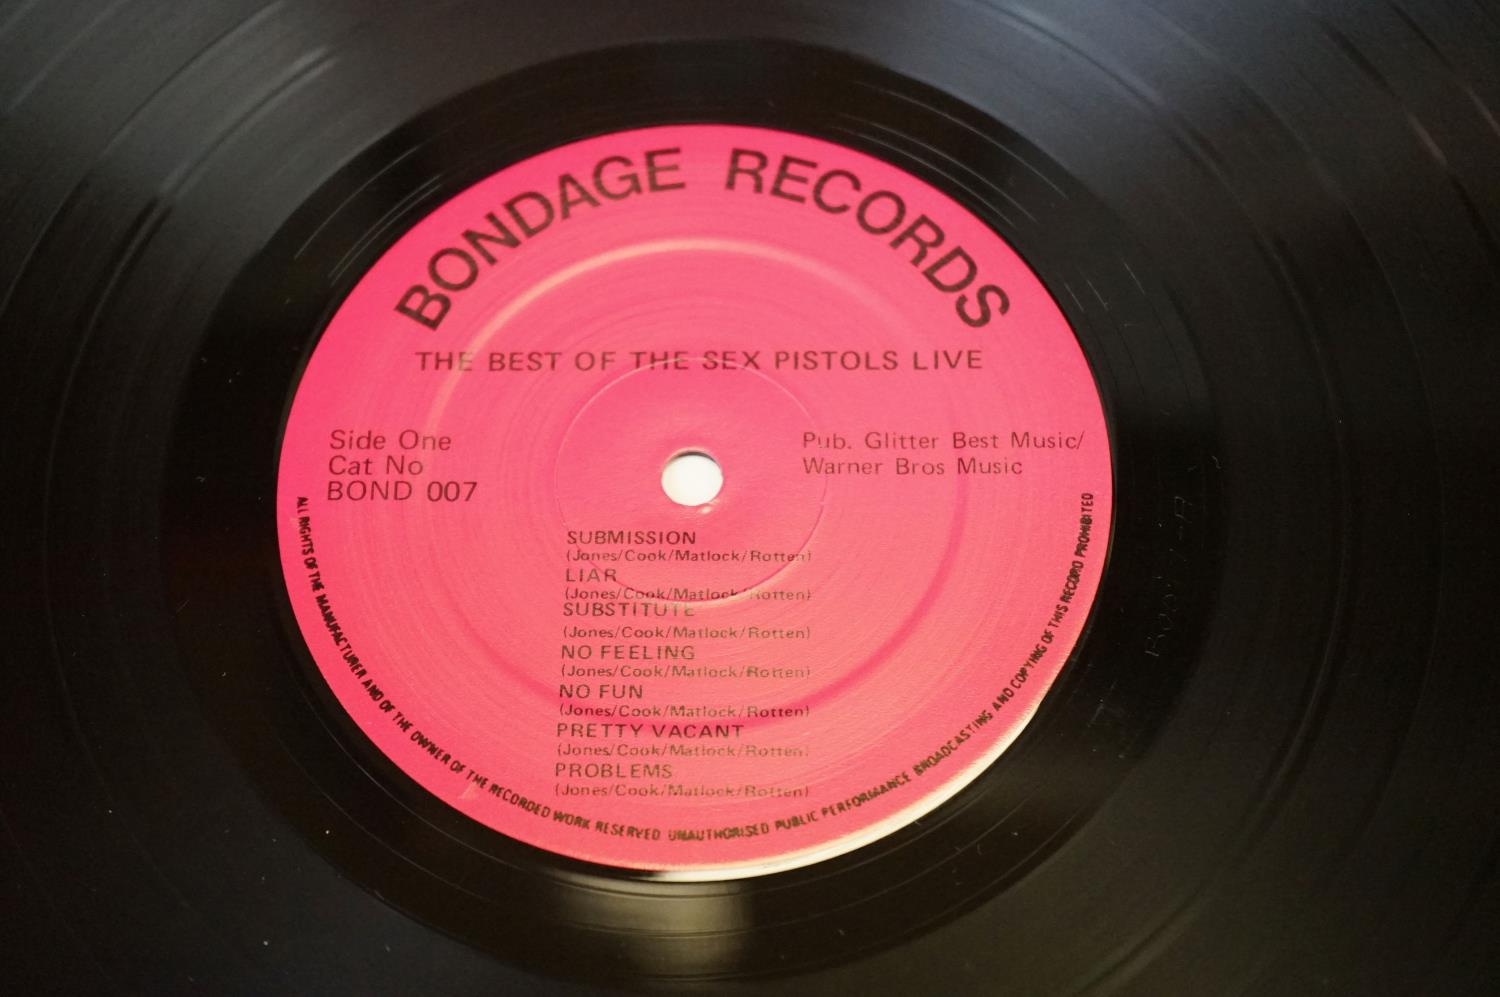 BONDAGE RECORDS
THE BEST OF THE SEX PISTOLS LIVE
Side One
Cat No
BOND 007
Pub. Glitter Best Music/
Warner Bros Music
SUBMISSION
(Jones/Cook/Matlock/Rotten)
LIAR
(Jones/Cook/Matlock/Rotten)
SUBSTITUTE
(Jones/Cook/Matlock/Rotten)
NO FEELING
(Jones/Cook/Matlock/Rotten)
NO FUN
(Jones/Cook/Matlock/Rotten)
PRETTY VACANT
(Jones/Cook/Matlock/Rotten)
PROBLEMS
(Jones/Cook/Matlock/Rotten)
ALL RIGHTS OF THE MANUFACTURER AND OF THE OWNER OF THE RECORDED WORK RESERVED UNAUTHORISED PUBLIC PERFORMANCE BROADCASTING AND COPYING OF THIS RECORD PROHIBITED